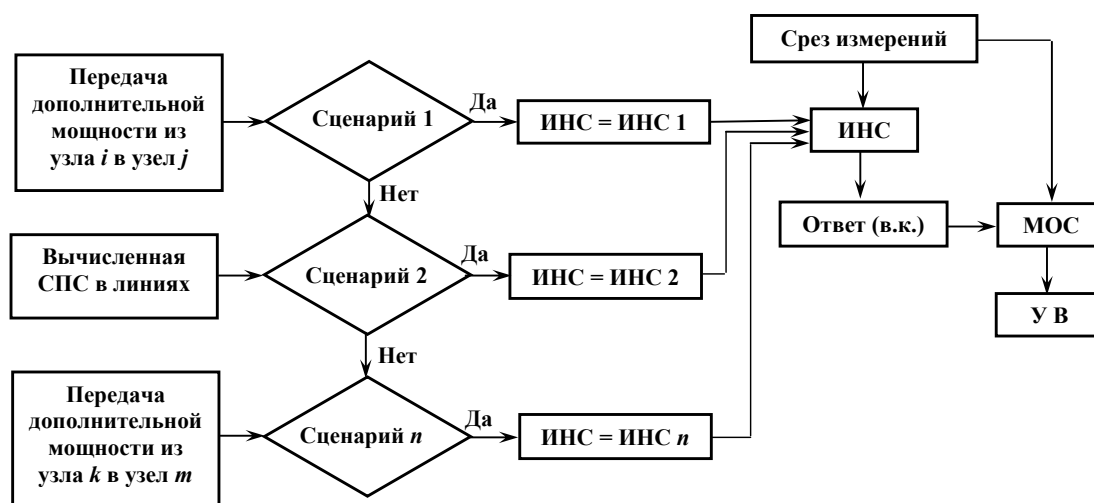 Срез измерений
Передача
дополнительной
мощности из
узла i в узел j
Сценарий 1
Да
ИНС = ИНС 1
ИНС
Нет
Ответ (в.к.)
МОС
Вычисленная
СПС в линиях
Сценарий 2
Да
ИНС = ИНС 2
У В
Нет
Передача
дополнительной
мощности из
узла k в узел m
Сценарий n
Да
ИНС = ИНС n